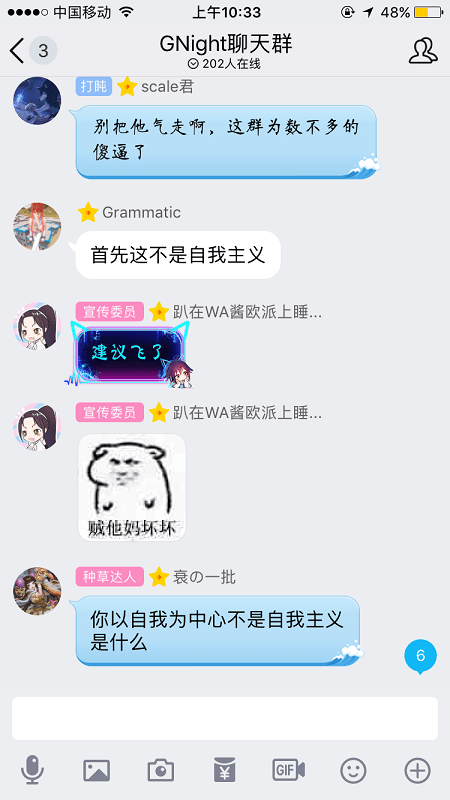 中国移动
上午10:33
48%
3
GNight聊天群
202人在线
打盹
scale君
别把他气走啊，这群为数不多的
傻逼了
Grammatic
首先这不是自我主义
宣传委员
趴在WA酱欧派上睡...
建议飞了
宣传委员
趴在WA酱欧派上睡...
贼他妈坏坏
种草达人
衰の一批
你以自我为中心不是自我主义
是什么
6
¥
GIF